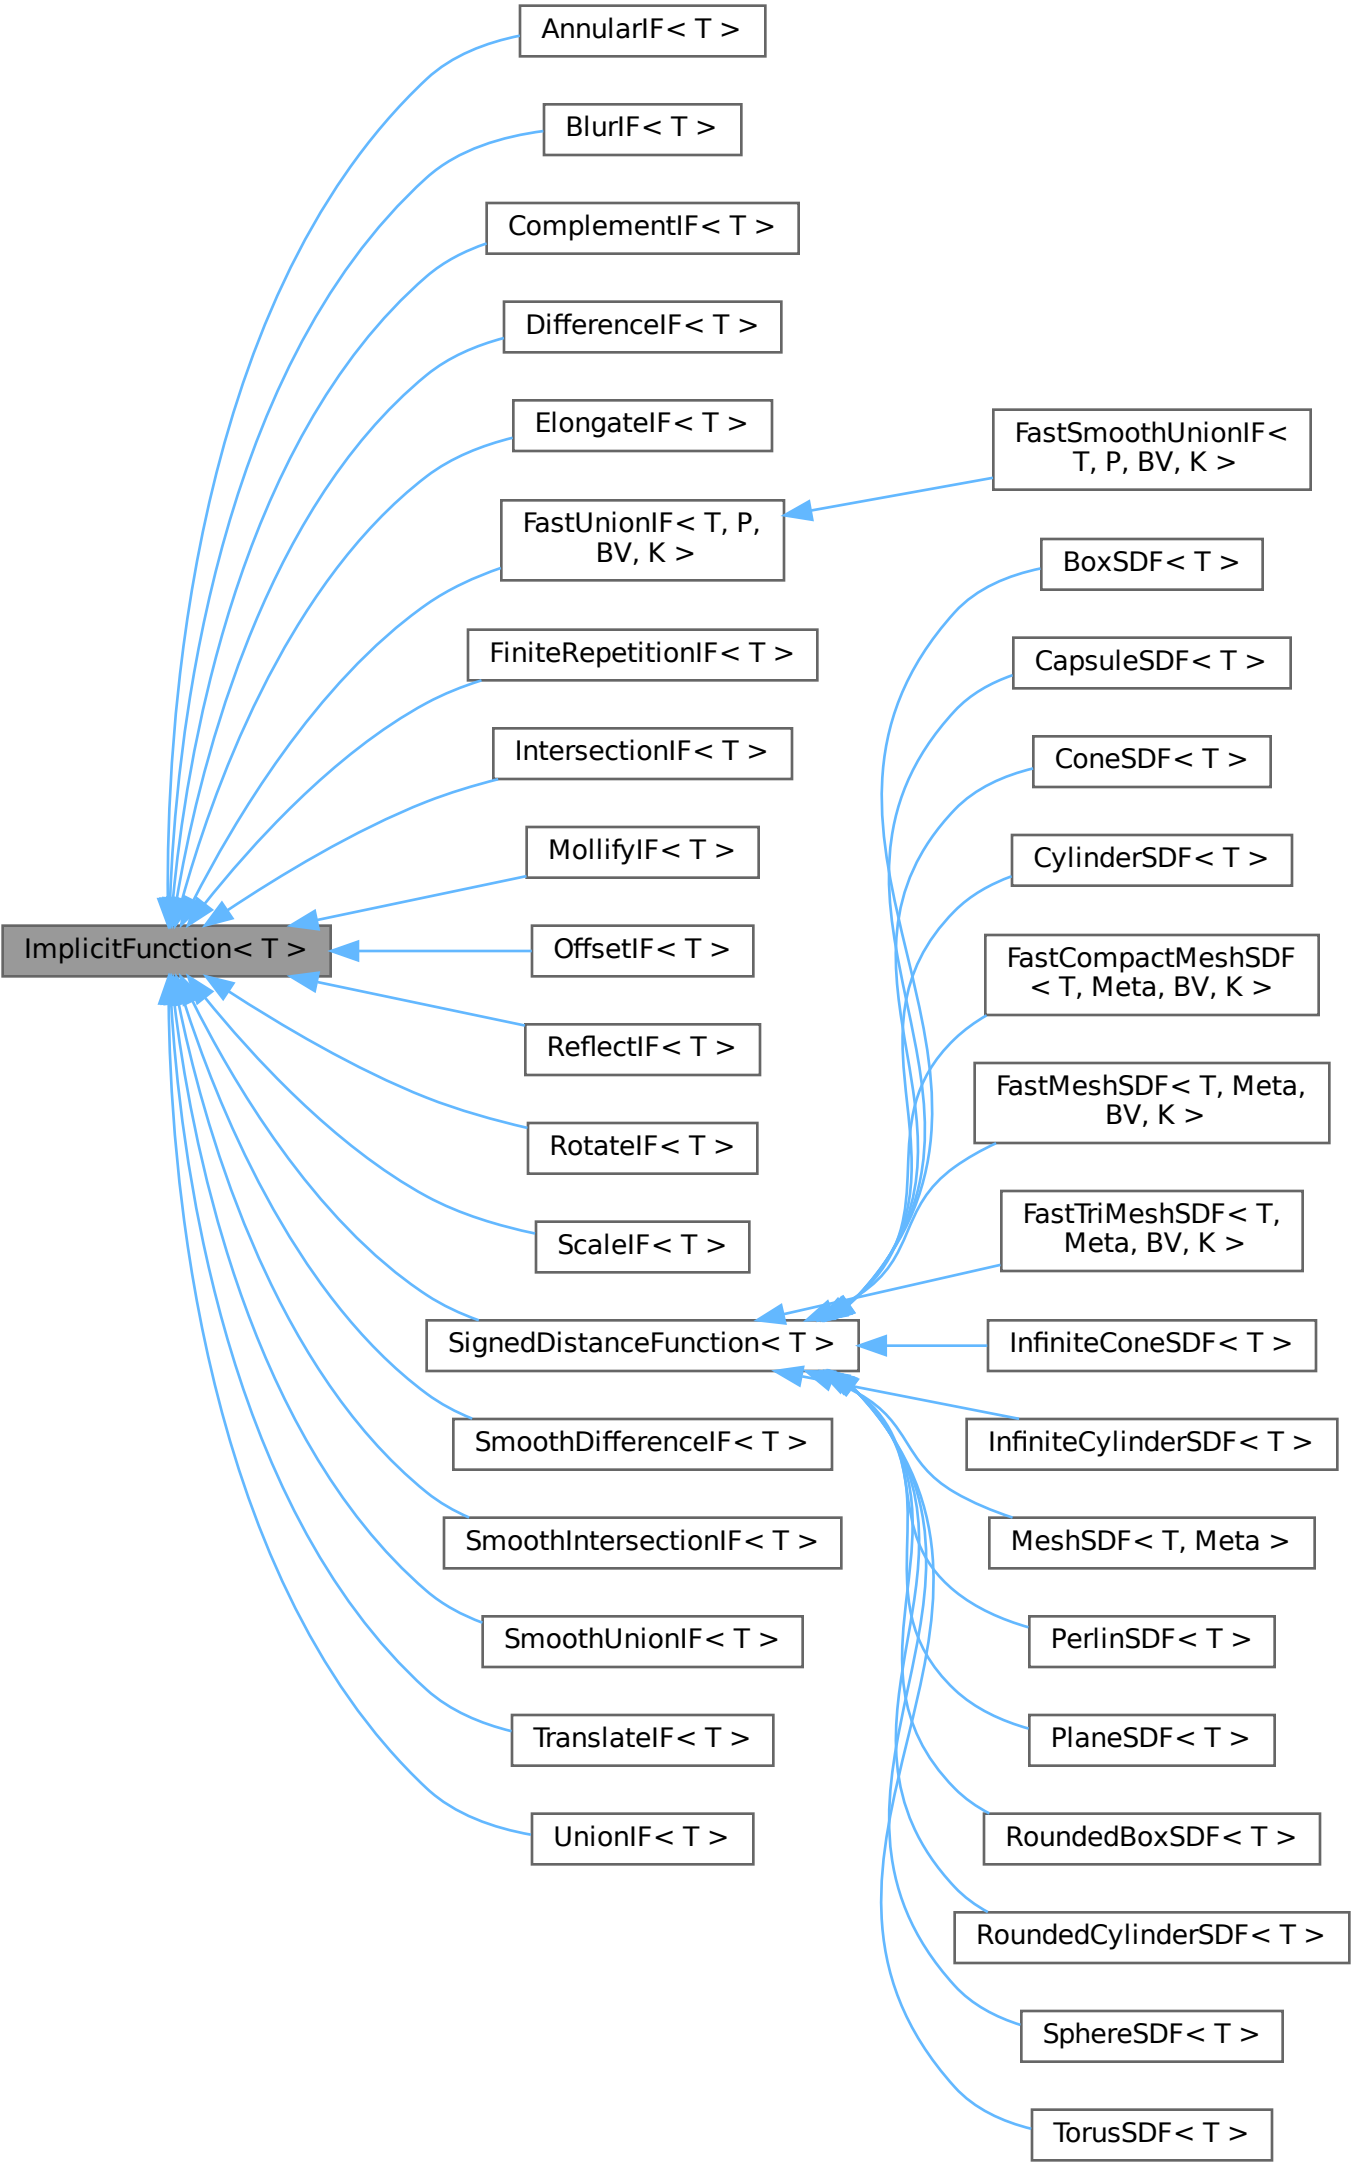 AnnularIF< T >
BlurIF< T >
ComplementIF< T >
DifferenceIF< T >
ElongateIF< T >
FastUnionIF< T, P,
BV, K >
FiniteRepetitionIF< T >
IntersectionIF< T >
MollifyIF< T >
ImplicitFunction< T >
OffsetIF< T >
ReflectIF< T >
RotateIF< T >
ScaleIF< T >
SignedDistanceFunction< T >
SmoothDifferenceIF< T >
SmoothIntersectionIF< T >
SmoothUnionIF< T >
TranslateIF< T >
UnionIF< T >
FastSmoothUnionIF<
T, P, BV, K >
BoxSDF< T >
CapsuleSDF< T >
ConeSDF< T >
CylinderSDF< T >
FastCompactMeshSDF
< T, Meta, BV, K >
FastMeshSDF< T, Meta,
BV, K >
FastTriMeshSDF< T,
Meta, BV, K >
InfiniteConeSDF< T >
InfiniteCylinderSDF< T >
MeshSDF< T, Meta >
PerlinSDF< T >
PlaneSDF< T >
RoundedBoxSDF< T >
RoundedCylinderSDF< T >
SphereSDF< T >
TorusSDF< T >